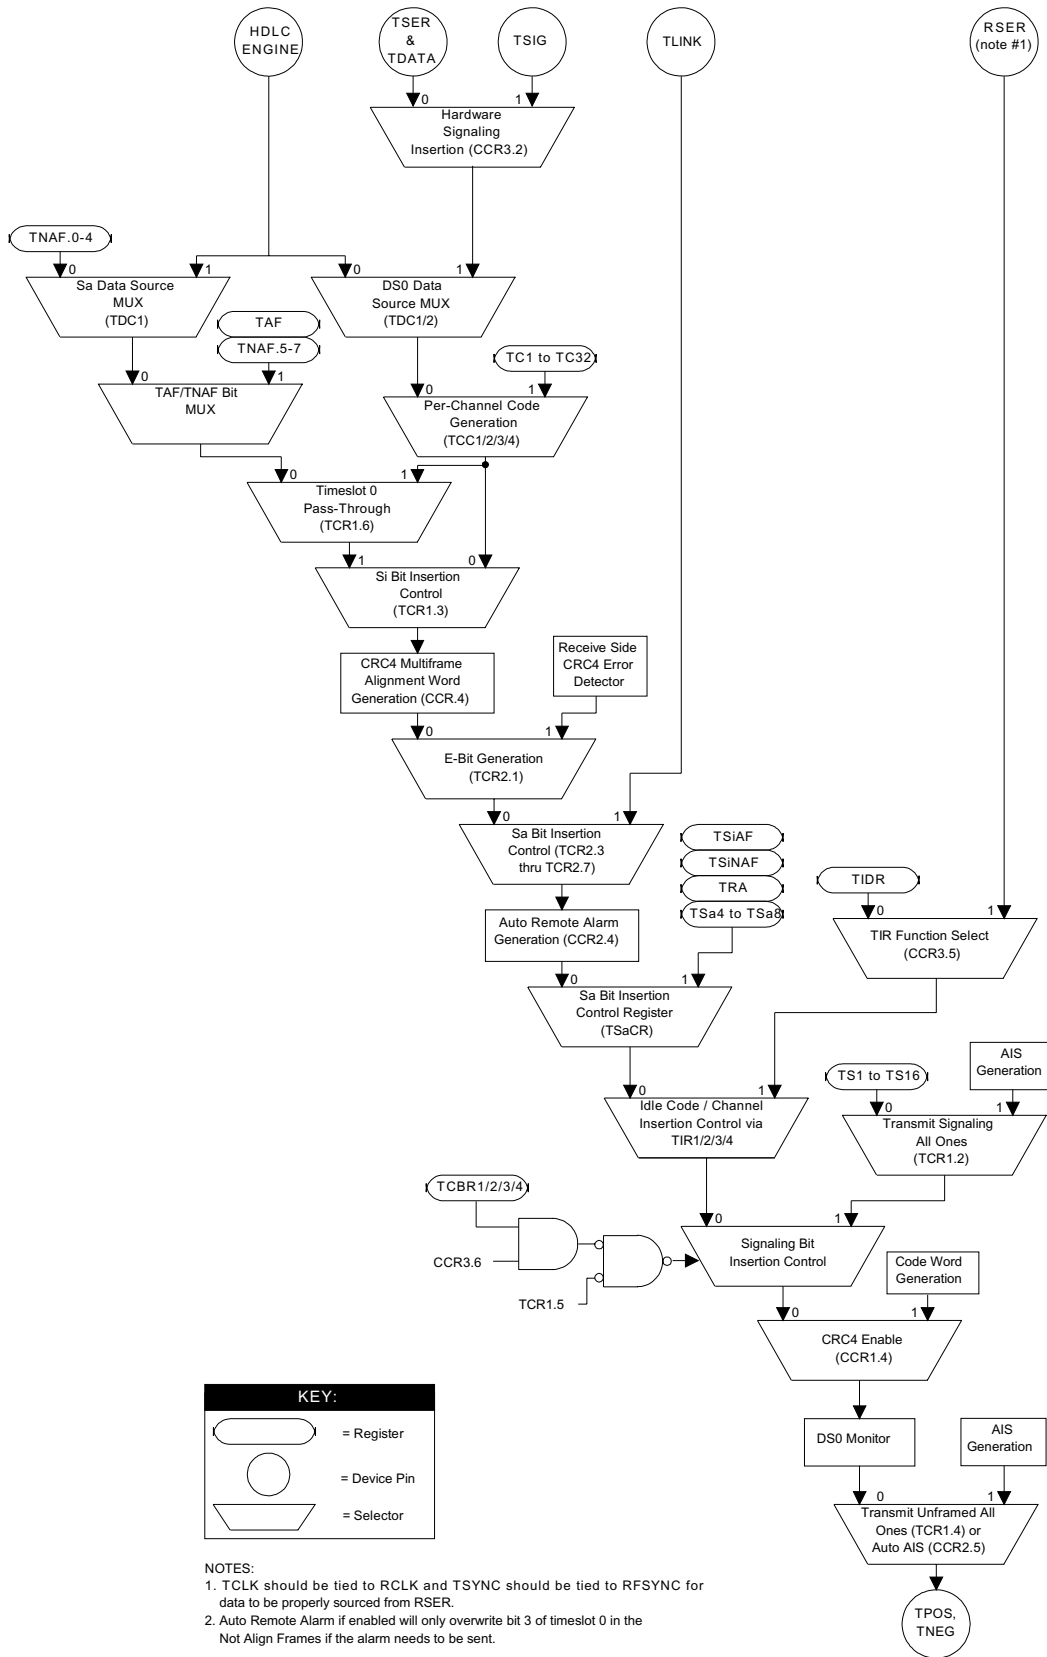 HDLC
ENGINE
TSER
&
TDATA
TSIG
TLINK
RSER
(note #1)
0
1
Hardware
Signaling
Insertion (CCR3.2)
TNAF.0-4
0
1
0
1
Sa Data Source
MUX
(TDC1)
DS0 Data
Source MUX
(TDC1/2)
TAF
TNAF.5-7
TC1 to TC32
0
1
0
1
TAF/TNAF Bit
MUX
Per-Channel Code
Generation
(TCC1/2/3/4)
0
1
Timeslot 0
Pass-Through
(TCR1.6)
1
0
Si Bit Insertion
Control
(TCR1.3)
CRC4 Multiframe
Alignment Word
Generation (CCR.4)
Receive Side
CRC4 Error
Detector
0
1
E-Bit Generation
(TCR2.1)
0
1
Sa Bit Insertion
Control (TCR2.3
thru TCR2.7)
TSiAF
TSiNAF
TRA
TSa4 to TSa8
TIDR
0
1
Auto Remote Alarm
Generation (CCR2.4)
TIR Function Select
(CCR3.5)
0
1
Sa Bit Insertion
Control Register
(TSaCR)
AIS
Generation
TS1 to TS16
0
1
0
1
Idle Code / Channel
Insertion Control via
TIR1/2/3/4
Transmit Signaling
All Ones
(TCR1.2)
TCBR1/2/3/4
0
1
CCR3.6
TCR1.5
Signaling Bit
Insertion Control
Code Word
Generation
0
1
CRC4 Enable
(CCR1.4)
DS0 Monitor
AIS
Generation
0
1
Transmit Unframed All
Ones (TCR1.4) or
Auto AIS (CCR2.5)
TPOS,
TNEG
KEY:
= Register
= Device Pin
= Selector
NOTES:
1. TCLK should be tied to RCLK and TSYNC should be tied to RFSYNC for
data to be properly sourced from RSER.
2. Auto Remote Alarm if enabled will only overwrite bit 3 of timeslot 0 in the
Not Align Frames if the alarm needs to be sent.